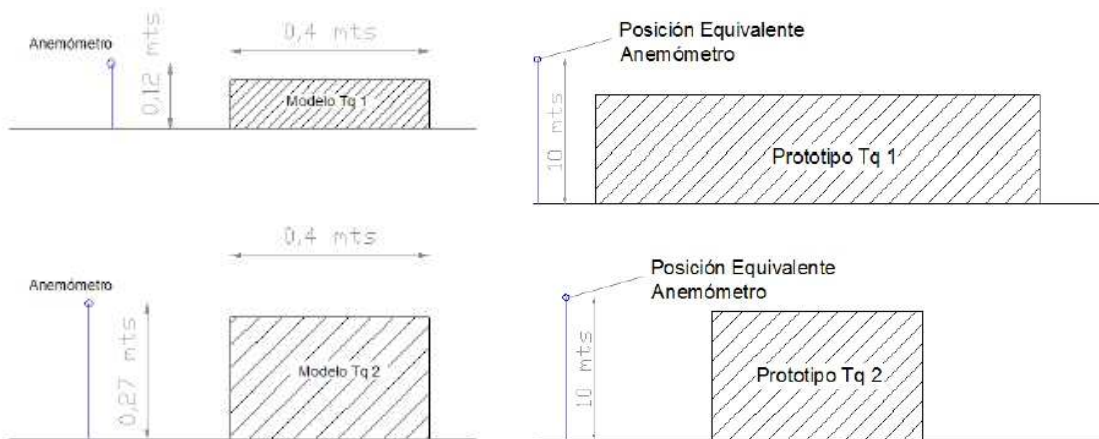 Anemómetro
0,4 mts
0,12 mts
Modelo Tq 1
Posición Equivalente
Anemómetro
10 mts
Prototipo Tq 1
Anemómetro
0,4 mts
0,27 mts
Modelo Tq 2
Posición Equivalente
Anemómetro
10 mts
Prototipo Tq 2